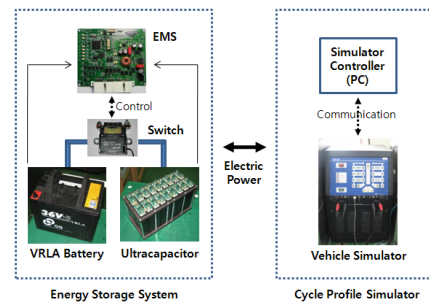 EMS
Control
Switch
36V
VRLA Battery
Ultracapacitor
Energy Storage System
Electric
Power
Simulator
Controller
(PC)
Communication
Vehicle Simulator
Cycle Profile Simulator